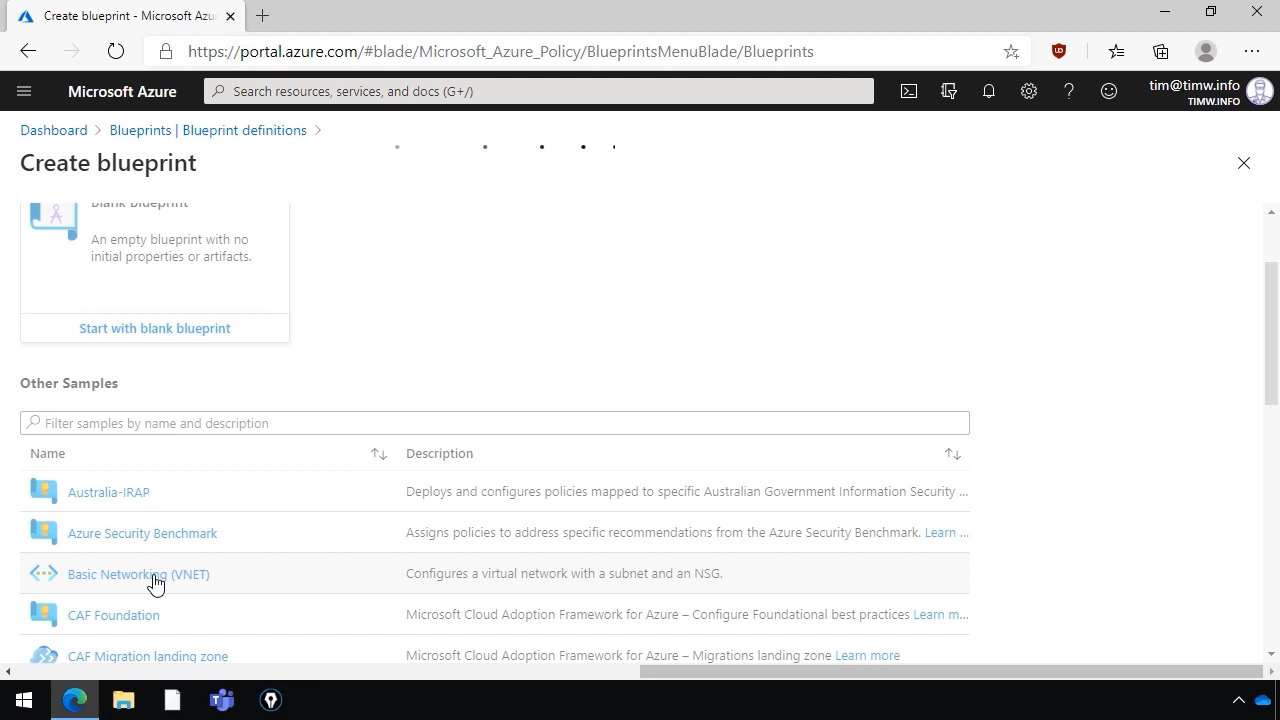 Create blueprint - Microsoft Azu
https://portal.azure.com/#blade/Microsoft_Azure_Policy/BlueprintsMenuBlade/Blueprints
Microsoft Azure
Search resources, services, and docs (G+/)
tim@timw.info
TIMW.INFO
Dashboard > Blueprints | Blueprint definitions >
Create blueprint
Blank Blueprint
An empty blueprint with no
initial properties or artifacts.
Start with blank blueprint
Other Samples
Filter samples by name and description
Name Description
Australia-IRAP Deploys and configures policies mapped to specific Australian Government Information Security ...
Azure Security Benchmark Assigns policies to address specific recommendations from the Azure Security Benchmark. Learn ...
Basic Networking (VNET) Configures a virtual network with a subnet and an NSG.
CAF Foundation Microsoft Cloud Adoption Framework for Azure – Configure Foundational best practices Learn m...
CAF Migration landing zone Microsoft Cloud Adoption Framework for Azure – Migrations landing zone Learn more